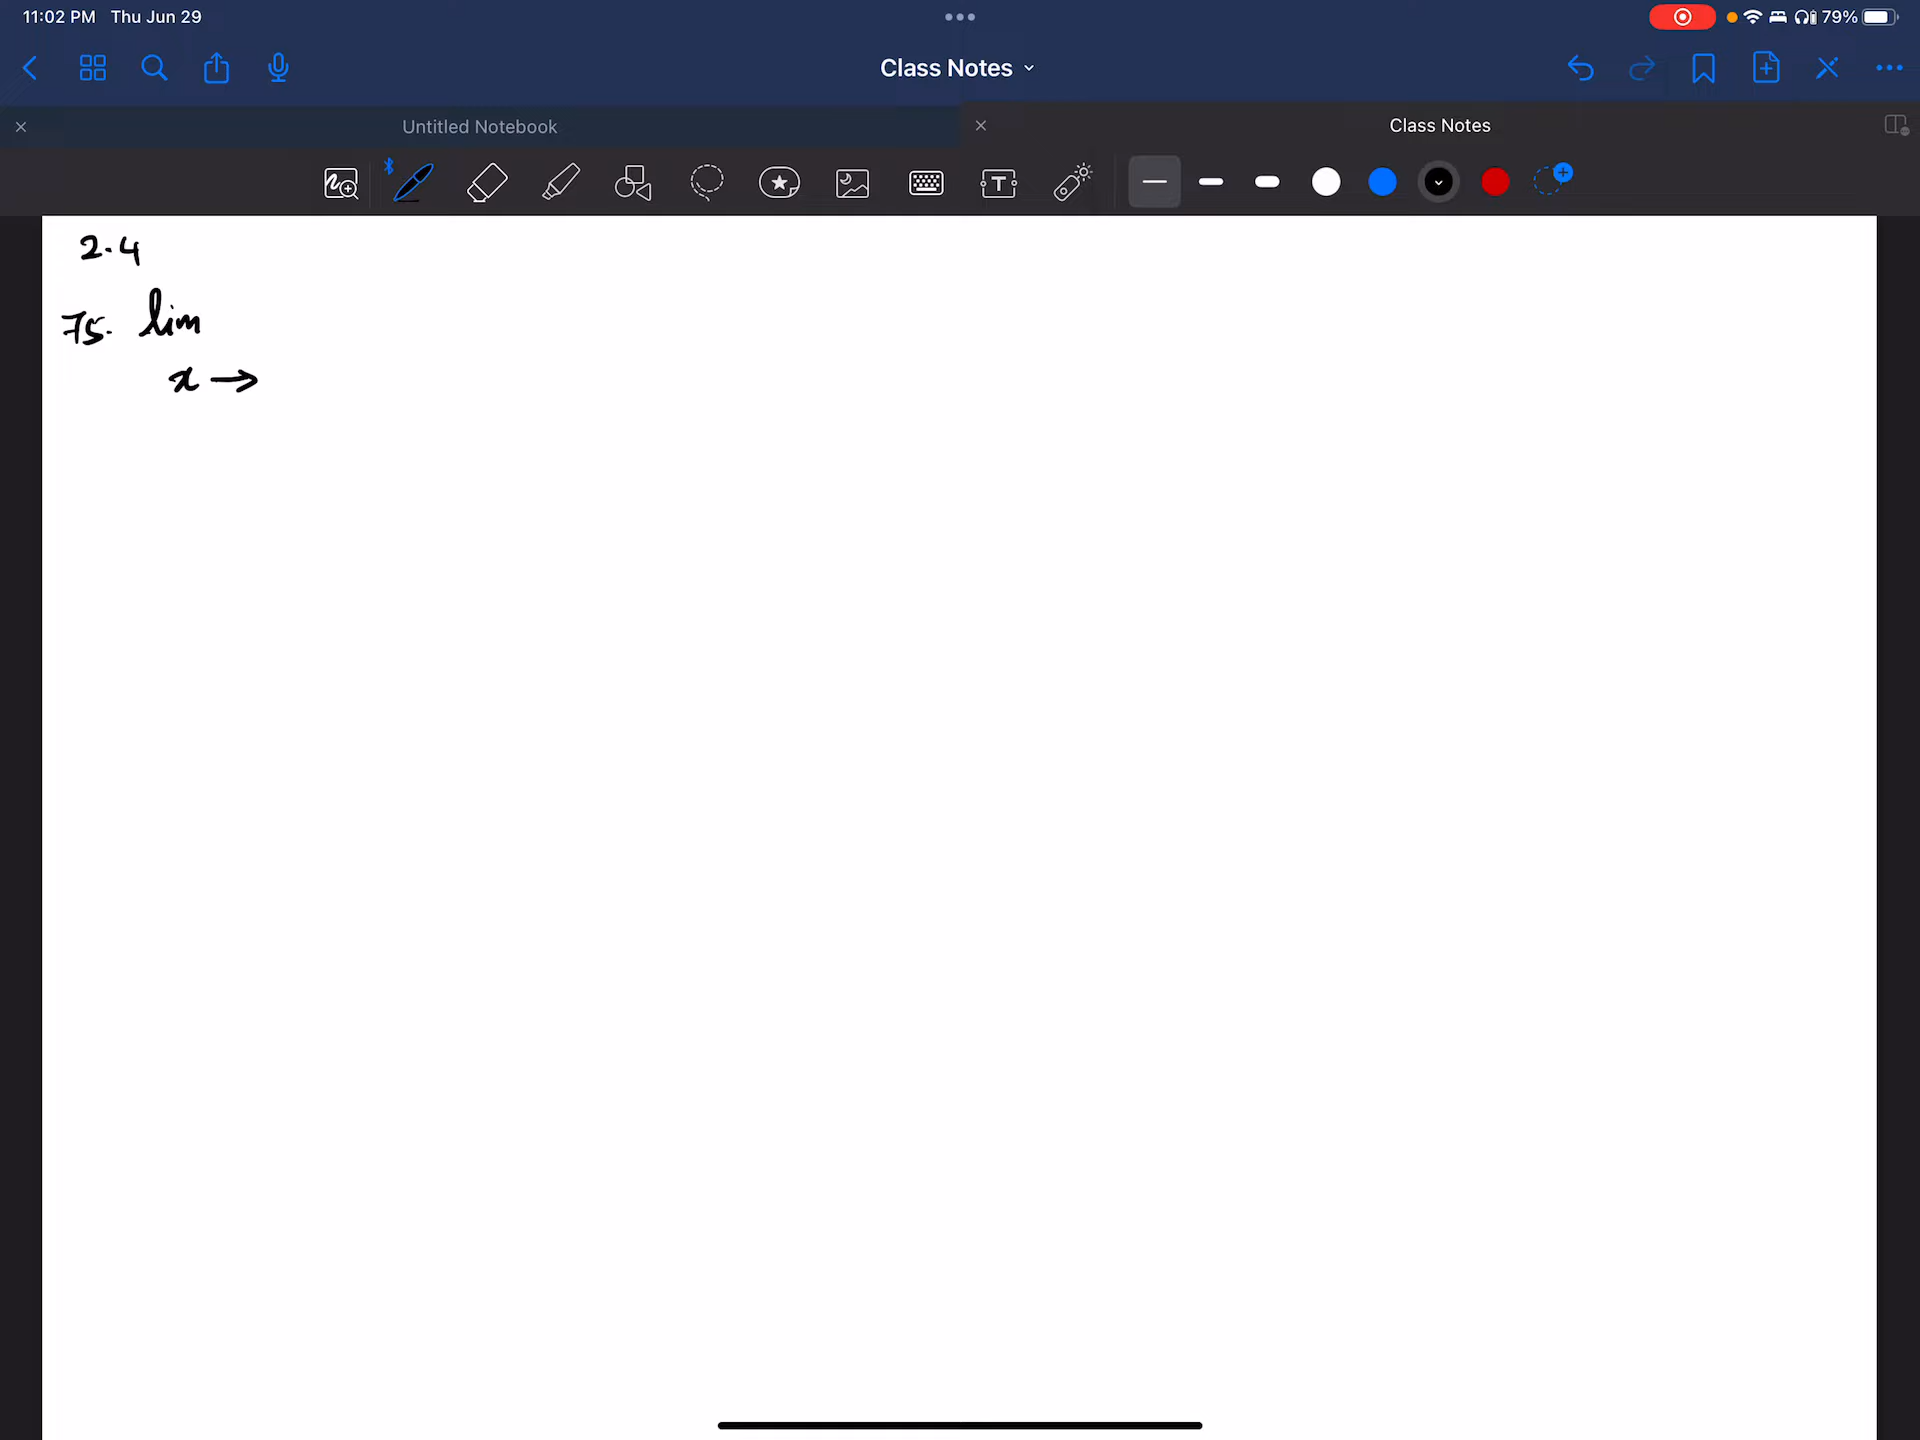 11:02 PM Thu Jun 29
79%
Class Notes
Untitled Notebook
Class Notes
2.4
75. lim
x →